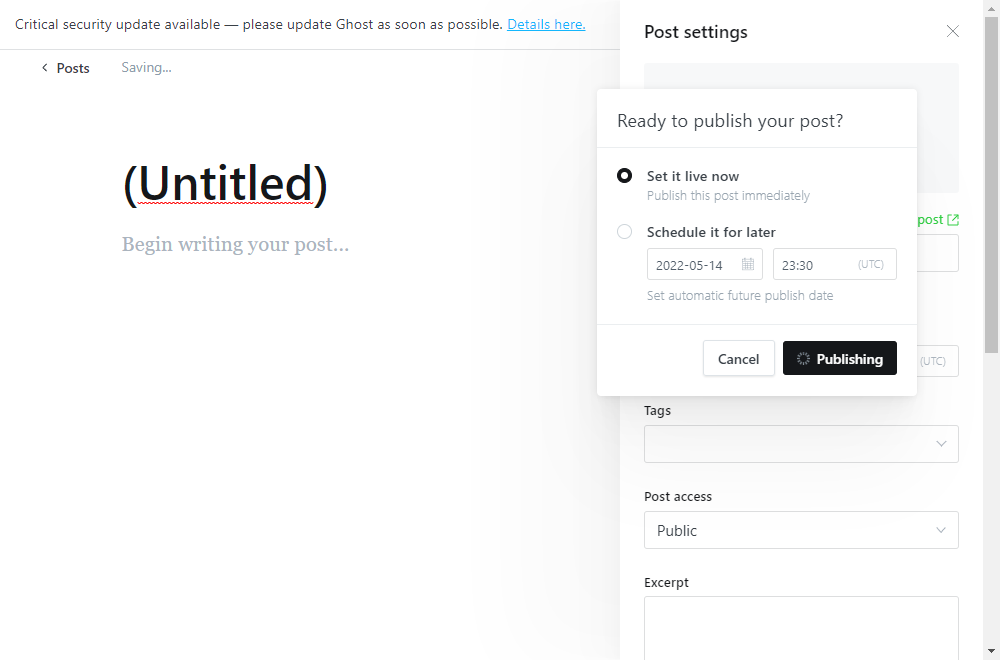 Critical security update available — please update Ghost as soon as possible. Details here.
Post settings
Posts
Saving...
Ready to publish your post?
(Untitled)
Set it live now
Publish this post immediately
post
Schedule it for later
Begin writing your post...
2022-05-14
23:30
(UTC)
Set automatic future publish date
Cancel
Publishing
(UTC)
Tags
Post access
Public
Excerpt